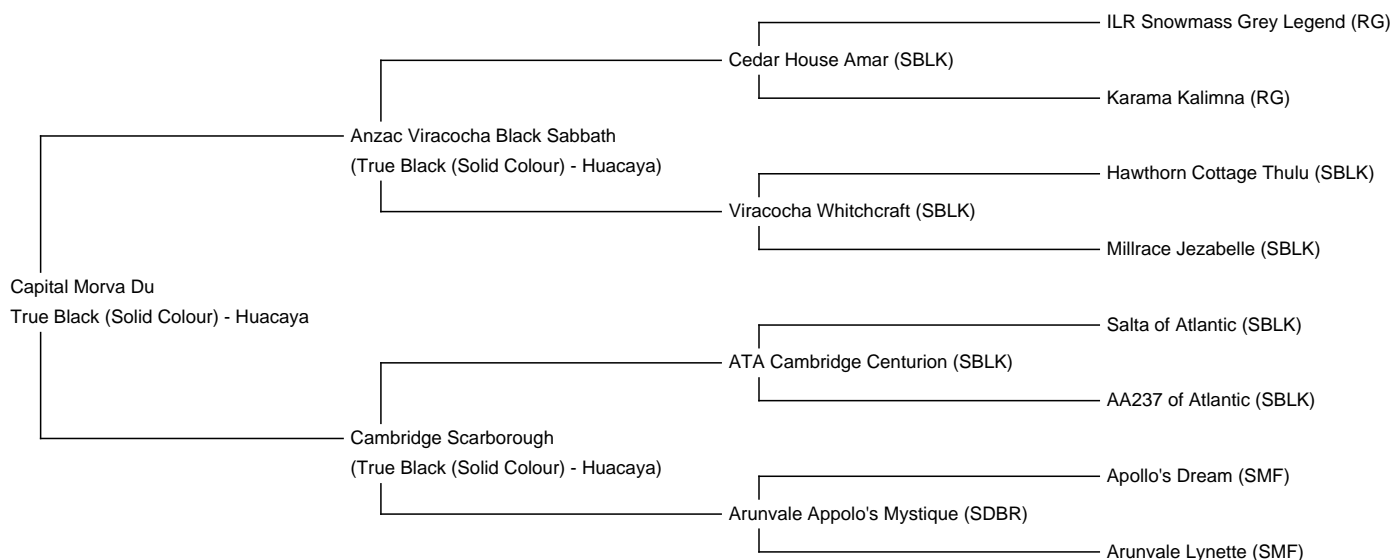 ILR Snowmass Grey Legend (RG)
Cedar House Amar (SBLK)
Karama Kalimna (RG)
Anzac Viracocha Black Sabbath
(True Black (Solid Colour) - Huacaya)
Hawthorn Cottage Thulu (SBLK)
Viracocha Whitchcraft (SBLK)
Millrace Jezabelle (SBLK)
Capital Morva Du
True Black (Solid Colour) - Huacaya
Salta of Atlantic (SBLK)
ATA Cambridge Centurion (SBLK)
AA237 of Atlantic (SBLK)
Cambridge Scarborough
(True Black (Solid Colour) - Huacaya)
Apollo's Dream (SMF)
Arunvale Appolo's Mystique (SDBR)
Arunvale Lynette (SMF)